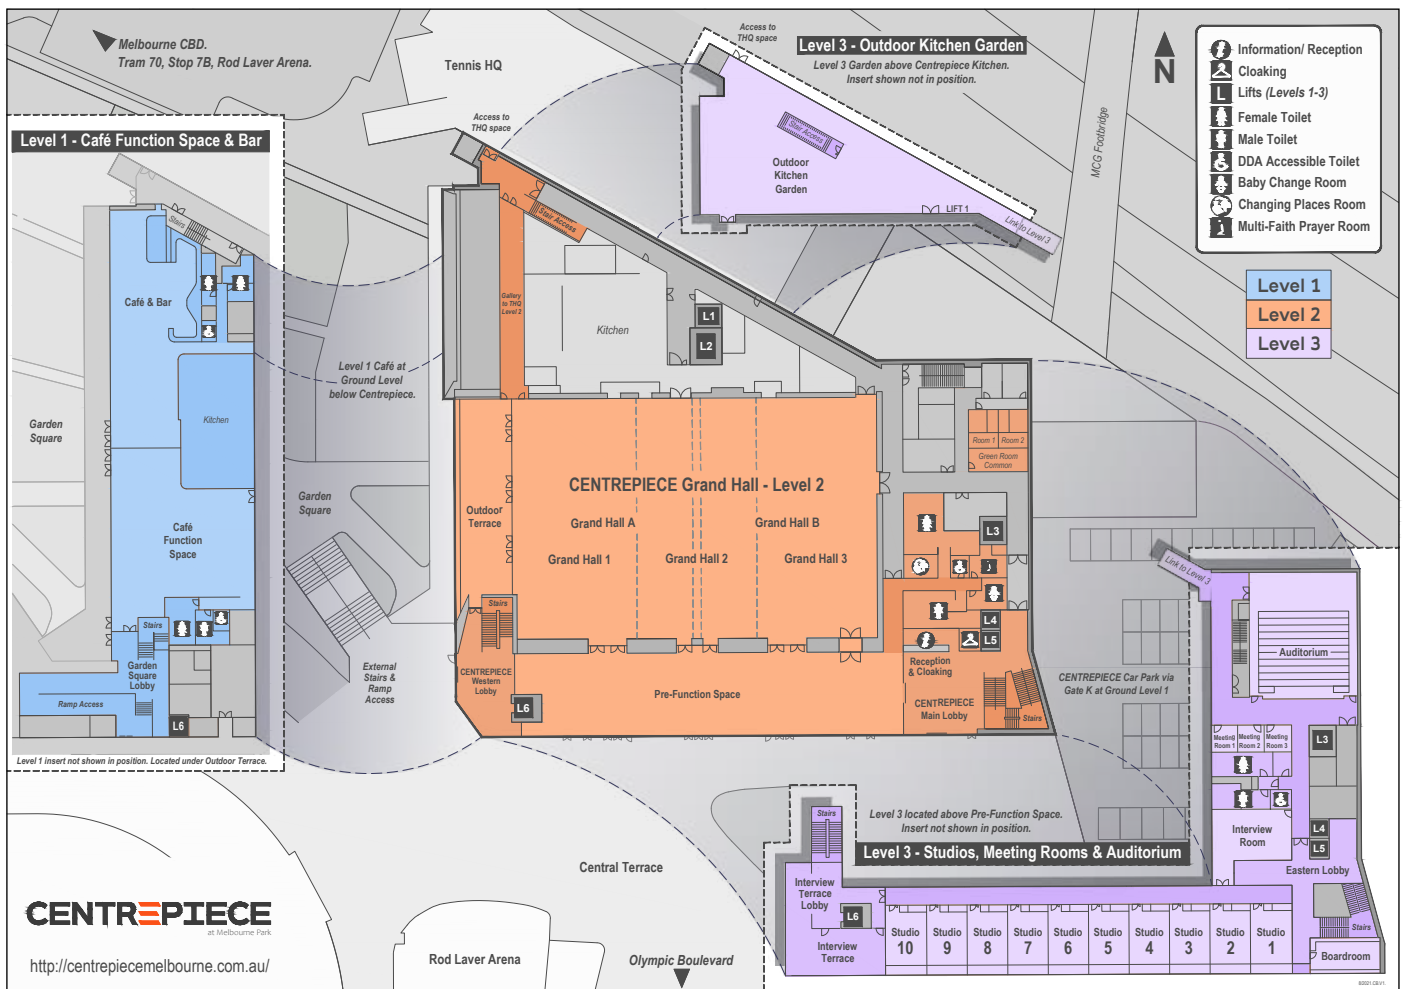 Melbourne CBD.
Tram 70, Stop 7B, Rod Laver Arena.
Tennis HQ
Access to
THQ space
Access to
THQ space
Level 3 - Outdoor Kitchen Garden
Level 3 Garden above Centrepiece Kitchen.
Insert shown not in position.
N
MCG Footbridge
Information/ Reception
Cloaking
L Lifts (Levels 1-3)
Female Toilet
Male Toilet
DDA Accessible Toilet
Baby Change Room
Changing Places Room
Multi-Faith Prayer Room
Level 1
Level 2
Level 3
Stair Access
Outdoor
Kitchen
Garden
LIFT 1
Link to Level 3
Level 1 - Café Function Space & Bar
Stairs
Café & Bar
Kitchen
Garden
Square
Café
Function
Space
Stairs
Garden
Square
Lobby
Ramp Access
L6
Level 1 insert not shown in position. Located under Outdoor Terrace.
Level 1 Café at
Ground Level
below Centrepiece.
Garden
Square
External
Stairs &
Ramp
Access
Stair Access
Gallery
to THQ
Level 2
Kitchen
L1
L2
Room 1
Room 2
Green Room
Common
CENTREPIECE Grand Hall - Level 2
Outdoor
Terrace
Grand Hall A
Grand Hall B
Grand Hall 1
Grand Hall 2
Grand Hall 3
L3
L4
L5
Stairs
CENTREPIECE
Western
Lobby
L6
Pre-Function Space
Reception
& Cloaking
CENTREPIECE
Main Lobby
Stairs
CENTREPIECE Car Park via
Gate K at Ground Level 1
Link to Level 3
Auditorium
Meeting
Room 1
Meeting
Room 2
Meeting
Room 3
L3
Interview
Room
L4
L5
Eastern Lobby
Stairs
Boardroom
Level 3 located above Pre-Function Space.
Insert not shown in position.
Level 3 - Studios, Meeting Rooms & Auditorium
Stairs
Interview
Terrace
Lobby
L6
Interview
Terrace
Studio
10
Studio
9
Studio
8
Studio
7
Studio
6
Studio
5
Studio
4
Studio
3
Studio
2
Studio
1
Central Terrace
Rod Laver Arena
Olympic Boulevard
CENTREPIECE
at Melbourne Park
http://centrepiecemelbourne.com.au/